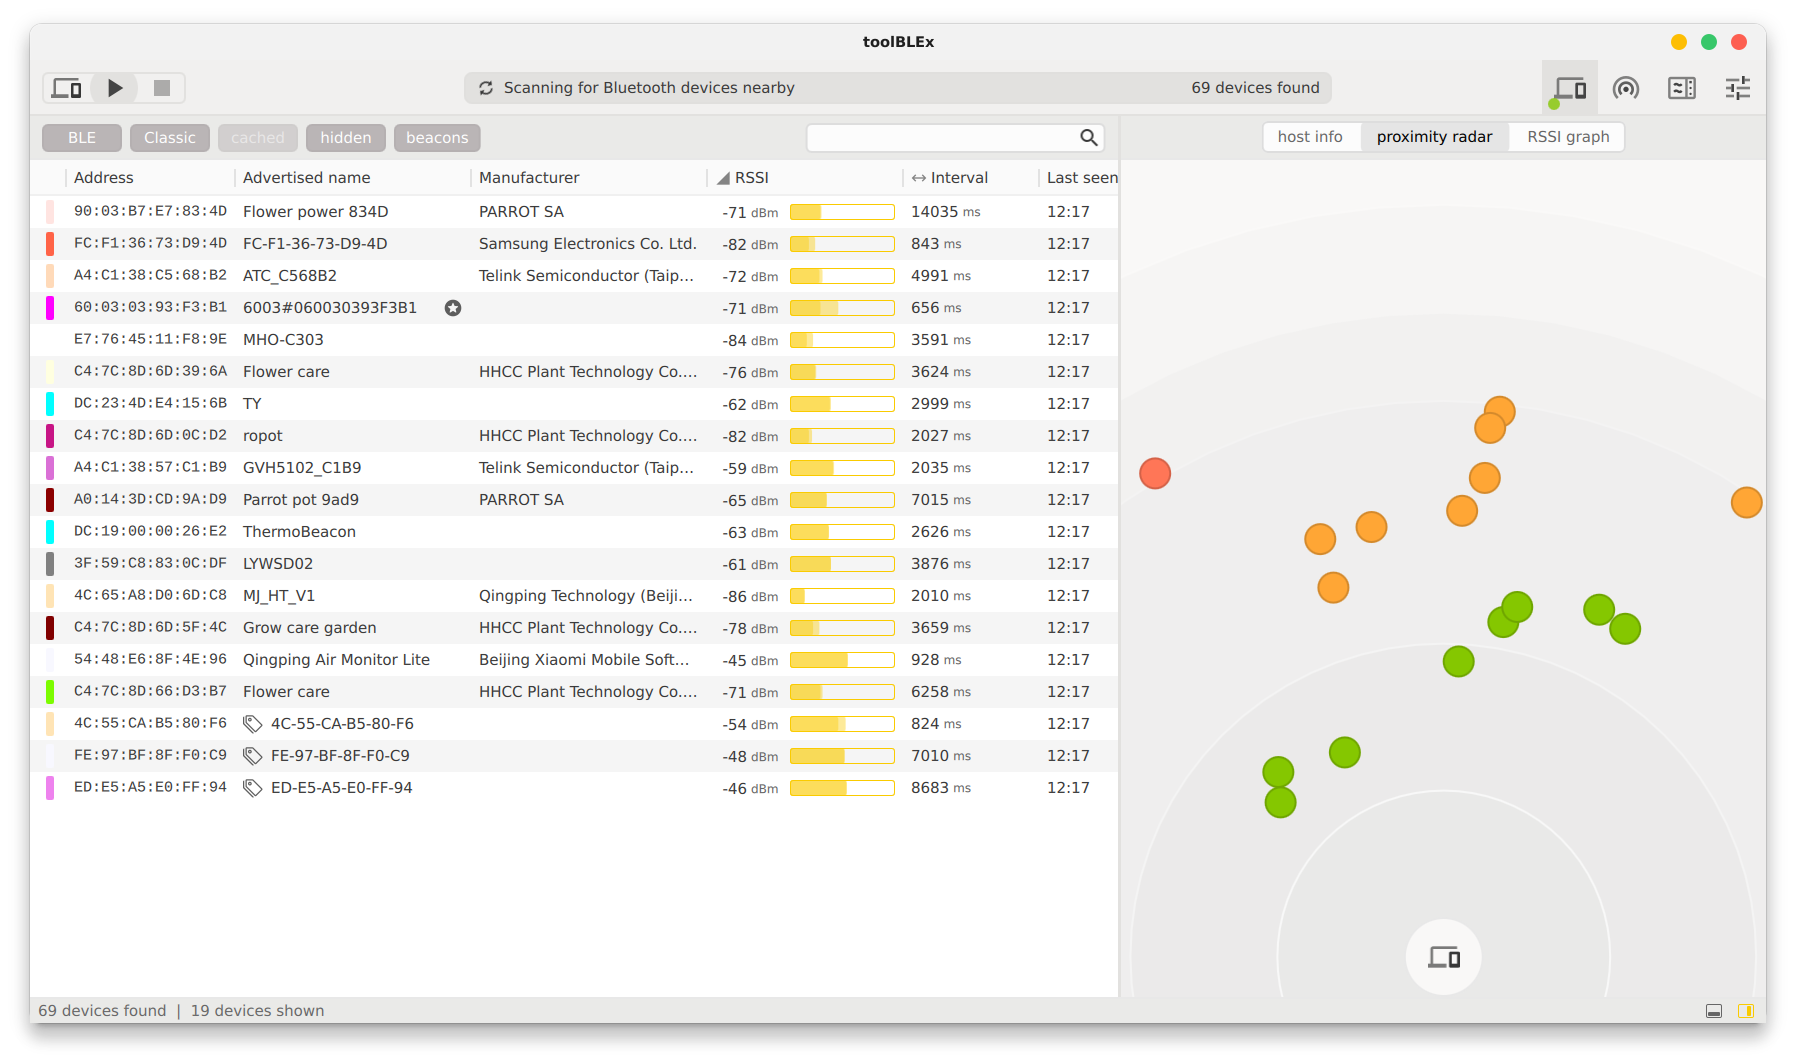 toolBLEx
Scanning for Bluetooth devices nearby 69 devices found
BLE Classic cached hidden beacons
host info proximity radar RSSI graph
Address Advertised name Manufacturer RSSI Interval Last seen
90:03:B7:E7:83:4D Flower power 834D PARROT SA -71 dBm 14035 ms 12:17
FC:F1:36:73:D9:4D FC-F1-36-73-D9-4D Samsung Electronics Co. Ltd. -82 dBm 843 ms 12:17
A4:C1:38:C5:68:B2 ATC_C568B2 Telink Semiconductor (Taip... -72 dBm 4991 ms 12:17
60:03:03:93:F3:B1 6003#060030393F3B1 -71 dBm 656 ms 12:17
E7:76:45:11:F8:9E MHO-C303 -84 dBm 3591 ms 12:17
C4:7C:8D:6D:39:6A Flower care HHCC Plant Technology Co.... -76 dBm 3624 ms 12:17
DC:23:4D:E4:15:6B TY -62 dBm 2999 ms 12:17
C4:7C:8D:6D:0C:D2 ropot HHCC Plant Technology Co.... -82 dBm 2027 ms 12:17
A4:C1:38:57:C1:B9 GVH5102_C1B9 Telink Semiconductor (Taip... -59 dBm 2035 ms 12:17
A0:14:3D:CD:9A:D9 Parrot pot 9ad9 PARROT SA -65 dBm 7015 ms 12:17
DC:19:00:00:26:E2 ThermoBeacon -63 dBm 2626 ms 12:17
3F:59:C8:83:0C:DF LYWSD02 -61 dBm 3876 ms 12:17
4C:65:A8:D0:6D:C8 MJ_HT_V1 Qingping Technology (Beiji... -86 dBm 2010 ms 12:17
C4:7C:8D:6D:5F:4C Grow care garden HHCC Plant Technology Co.... -78 dBm 3659 ms 12:17
54:48:E6:8F:4E:96 Qingping Air Monitor Lite Beijing Xiaomi Mobile Soft... -45 dBm 928 ms 12:17
C4:7C:8D:66:D3:B7 Flower care HHCC Plant Technology Co.... -71 dBm 6258 ms 12:17
4C:55:CA:B5:80:F6 4C-55-CA-B5-80-F6 -54 dBm 824 ms 12:17
FE:97:BF:8F:F0:C9 FE-97-BF-8F-F0-C9 -48 dBm 7010 ms 12:17
ED:E5:A5:E0:FF:94 ED-E5-A5-E0-FF-94 -46 dBm 8683 ms 12:17
69 devices found | 19 devices shown